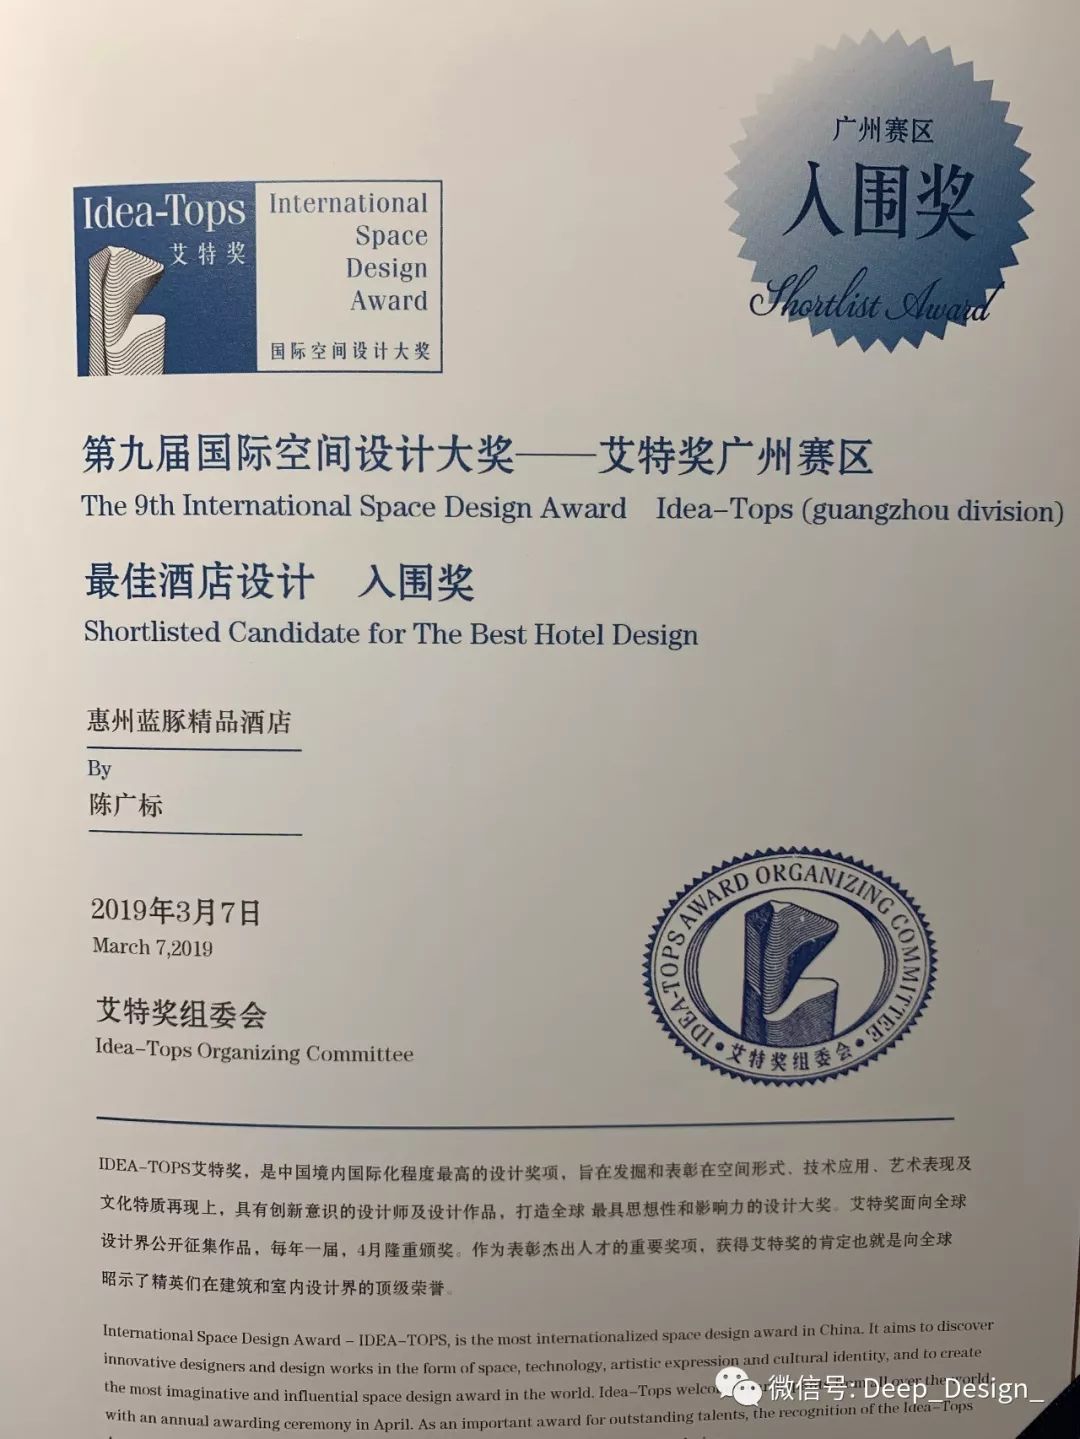 广州赛区
入围奖
Shortlist Award
Idea-Tops
艾特奖
International
Space
Design
Award
国际空间设计大奖
第九届国际空间设计大奖——艾特奖广州赛区
The 9th International Space Design Award Idea-Tops (guangzhou division)
最佳酒店设计 入围奖
Shortlisted Candidate for The Best Hotel Design
惠州蓝豚精品酒店
By
陈广标
2019年3月7日
March 7,2019
艾特奖组委会
Idea-Tops Organizing Committee
IDEA-TOPS AWARD ORGANIZING COMMITTEE
艾特奖组委会
IDEA-TOPS艾特奖，是中国境内国际化程度最高的设计奖项，旨在发掘和表彰在空间形式、技术应用、艺术表现及
文化特质再现上，具有创新意识的设计师及设计作品，打造全球 最具思想性和影响力的设计大奖。艾特奖面向全球
设计界公开征集作品，每年一届，4月隆重颁奖。作为表彰杰出人才的重要奖项，获得艾特奖的肯定也就是向全球
昭示了精英们在建筑和室内设计界的顶级荣誉。
International Space Design Award – IDEA-TOPS, is the most internationalized space design award in China. It aims to discover
innovative designers and design works in the form of space, technology, artistic expression and cultural identity, and to create
the most imaginative and influential space design award in the world. Idea-Tops all over the world,
with an annual awarding ceremony in April. As an important award for outstanding talents, the recognition of the Idea-Tops
微信号: Deep_Design_